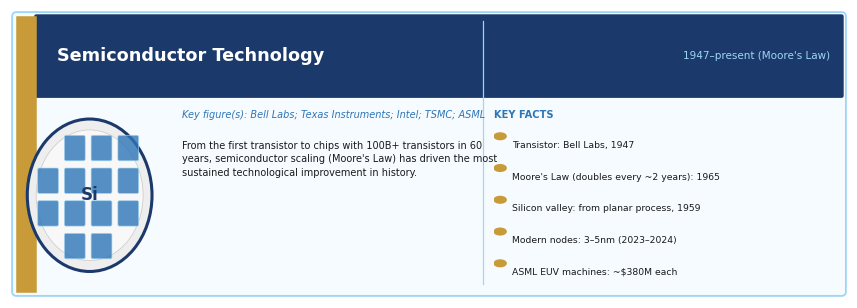 Semiconductor Technology
1947–present (Moore's Law)
Key figure(s): Bell Labs; Texas Instruments; Intel; TSMC; ASML
From the first transistor to chips with 100B+ transistors in 60
years, semiconductor scaling (Moore's Law) has driven the most
sustained technological improvement in history.
Si
KEY FACTS
Transistor: Bell Labs, 1947
Moore's Law (doubles every ~2 years): 1965
Silicon valley: from planar process, 1959
Modern nodes: 3–5nm (2023–2024)
ASML EUV machines: ~$380M each